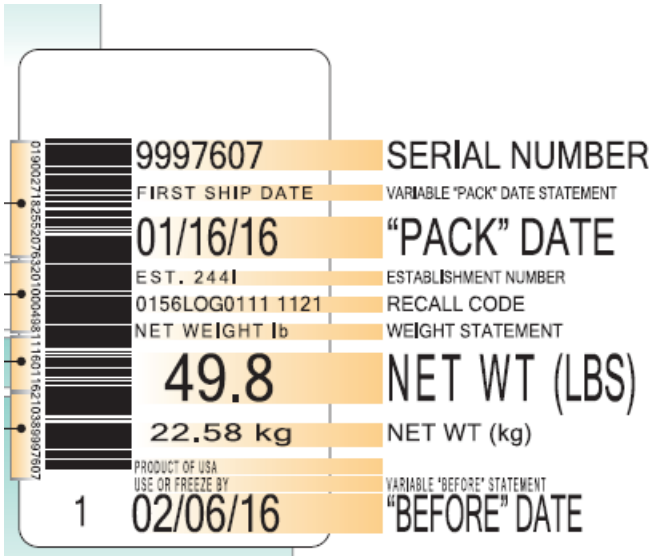 0190027182552076320100049811160116210389997607
9997607 SERIAL NUMBER
FIRST SHIP DATE VARIABLE "PACK" DATE STATEMENT
01/16/16 "PACK" DATE
EST. 244I ESTABLISHMENT NUMBER
0156LOG0111 1121 RECALL CODE
NET WEIGHT lb WEIGHT STATEMENT
49.8 NET WT (LBS)
22.58 kg NET WT (kg)
PRODUCT OF USA
USE OR FREEZE BY VARIABLE "BEFORE" STATEMENT
1 02/06/16 "BEFORE" DATE